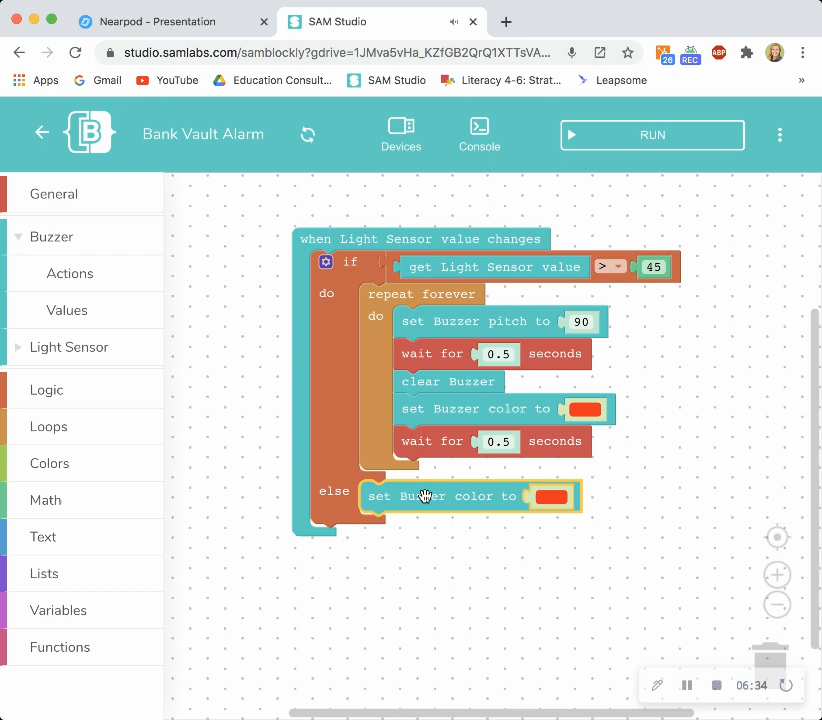 Nearpod - Presentation
SAM Studio
studio.samlabs.com/samblockly?gdrive=1JMva5vHa_KZfGB2QrQ1XTTsVA...
26
REC
ABP
Apps
Gmail
YouTube
Education Consult...
SAM Studio
Literacy 4-6: Strat...
Leapsome
»
B
Bank Vault Alarm
Devices
Console
RUN
General
Buzzer
Actions
Values
Light Sensor
Logic
Loops
Colors
Math
Text
Lists
Variables
Functions
when Light Sensor value changes
if get Light Sensor value > 45
do repeat forever
do set Buzzer pitch to 90
wait for 0.5 seconds
clear Buzzer
set Buzzer color to
wait for 0.5 seconds
else set Buzzer color to
06:34